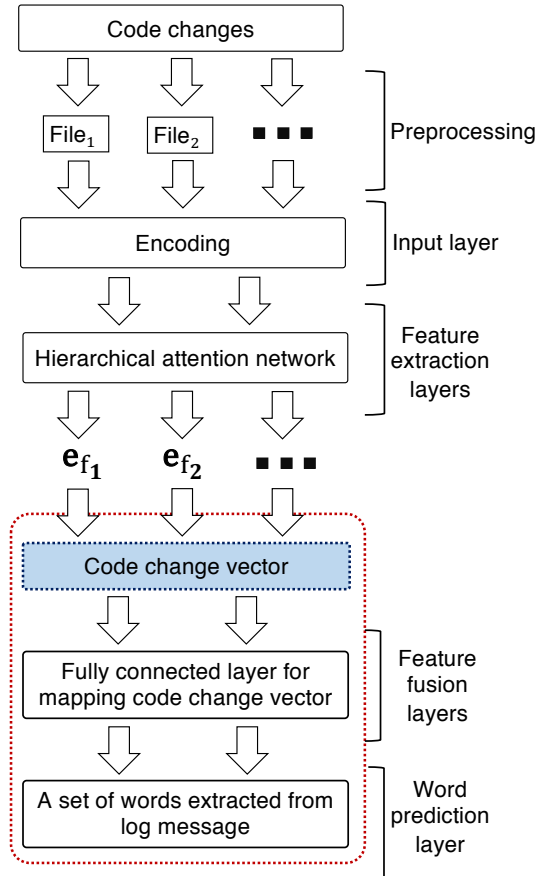 Code changes
File₁
File₂
Preprocessing
Encoding
Input layer
Hierarchical attention network
Feature
extraction
layers
e_f₁
e_f₂
Code change vector
Fully connected layer for
mapping code change vector
Feature
fusion
layers
A set of words extracted from
log message
Word
prediction
layer